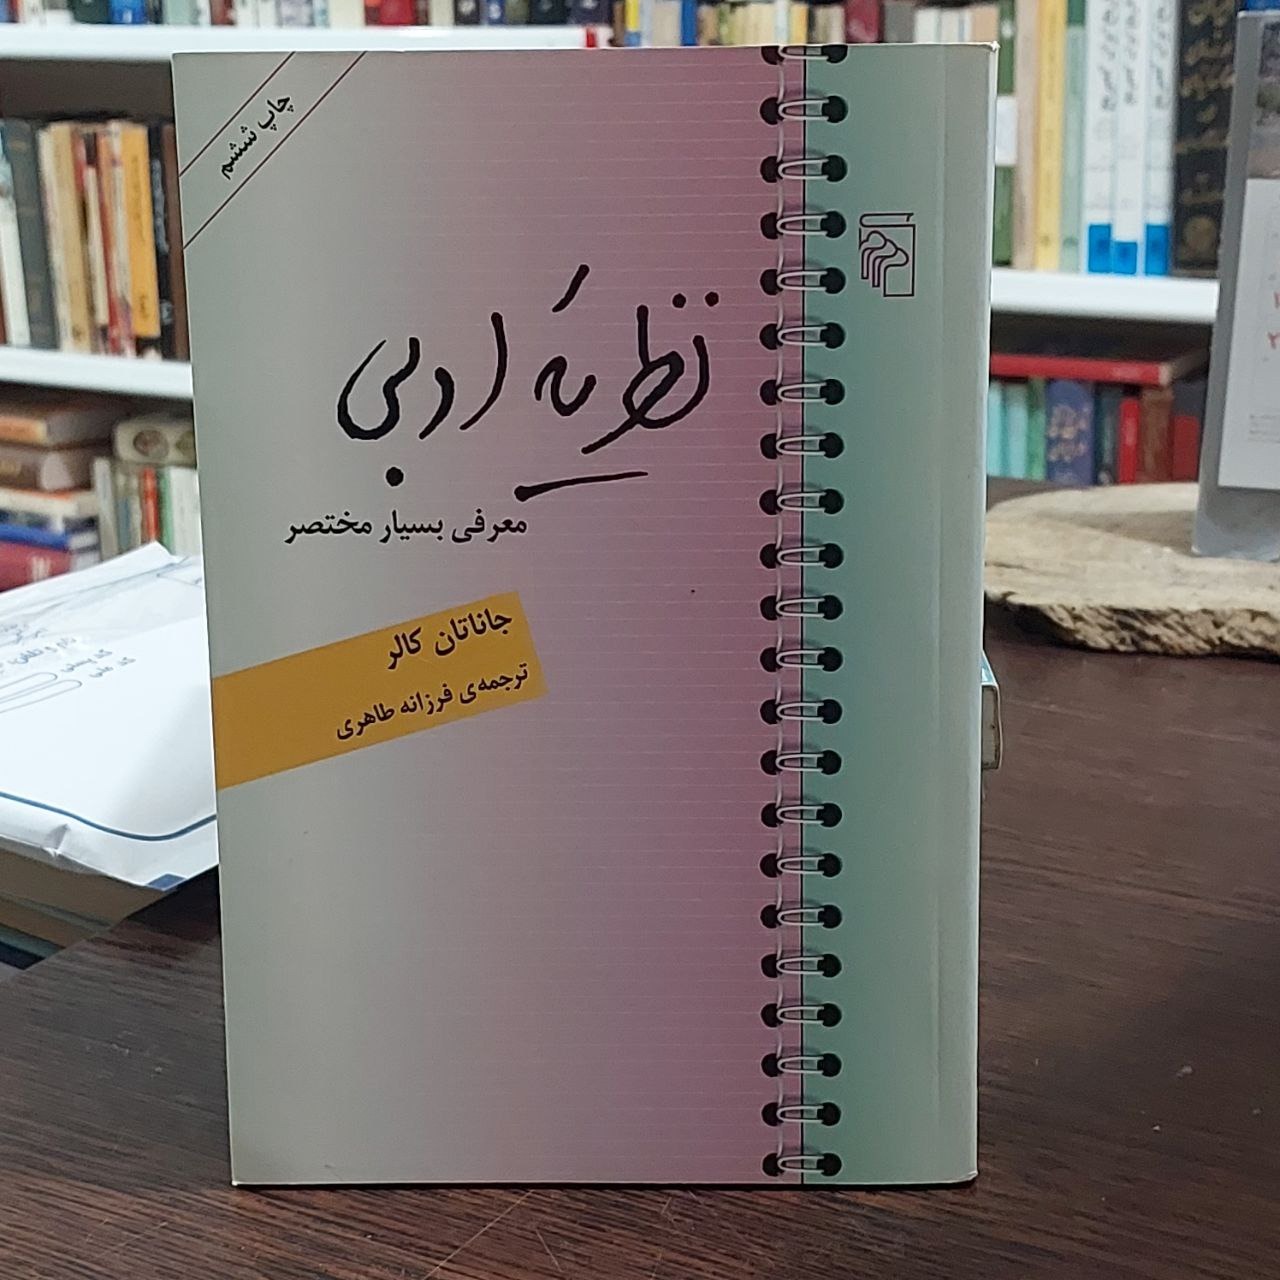 چاپ ششم
نظریهٔ ادبی
معرفی بسیار مختصر
جاناتان کالر
ترجمه‌ی فرزانه طاهری